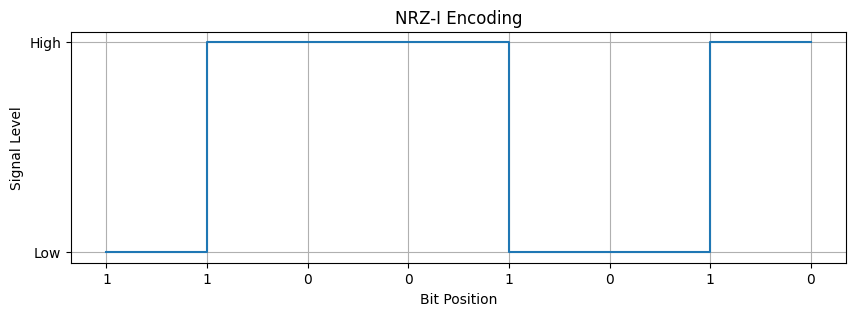 NRZ-I Encoding
High
Signal Level
Low
1 1 0 0 1 0 1 0
Bit Position